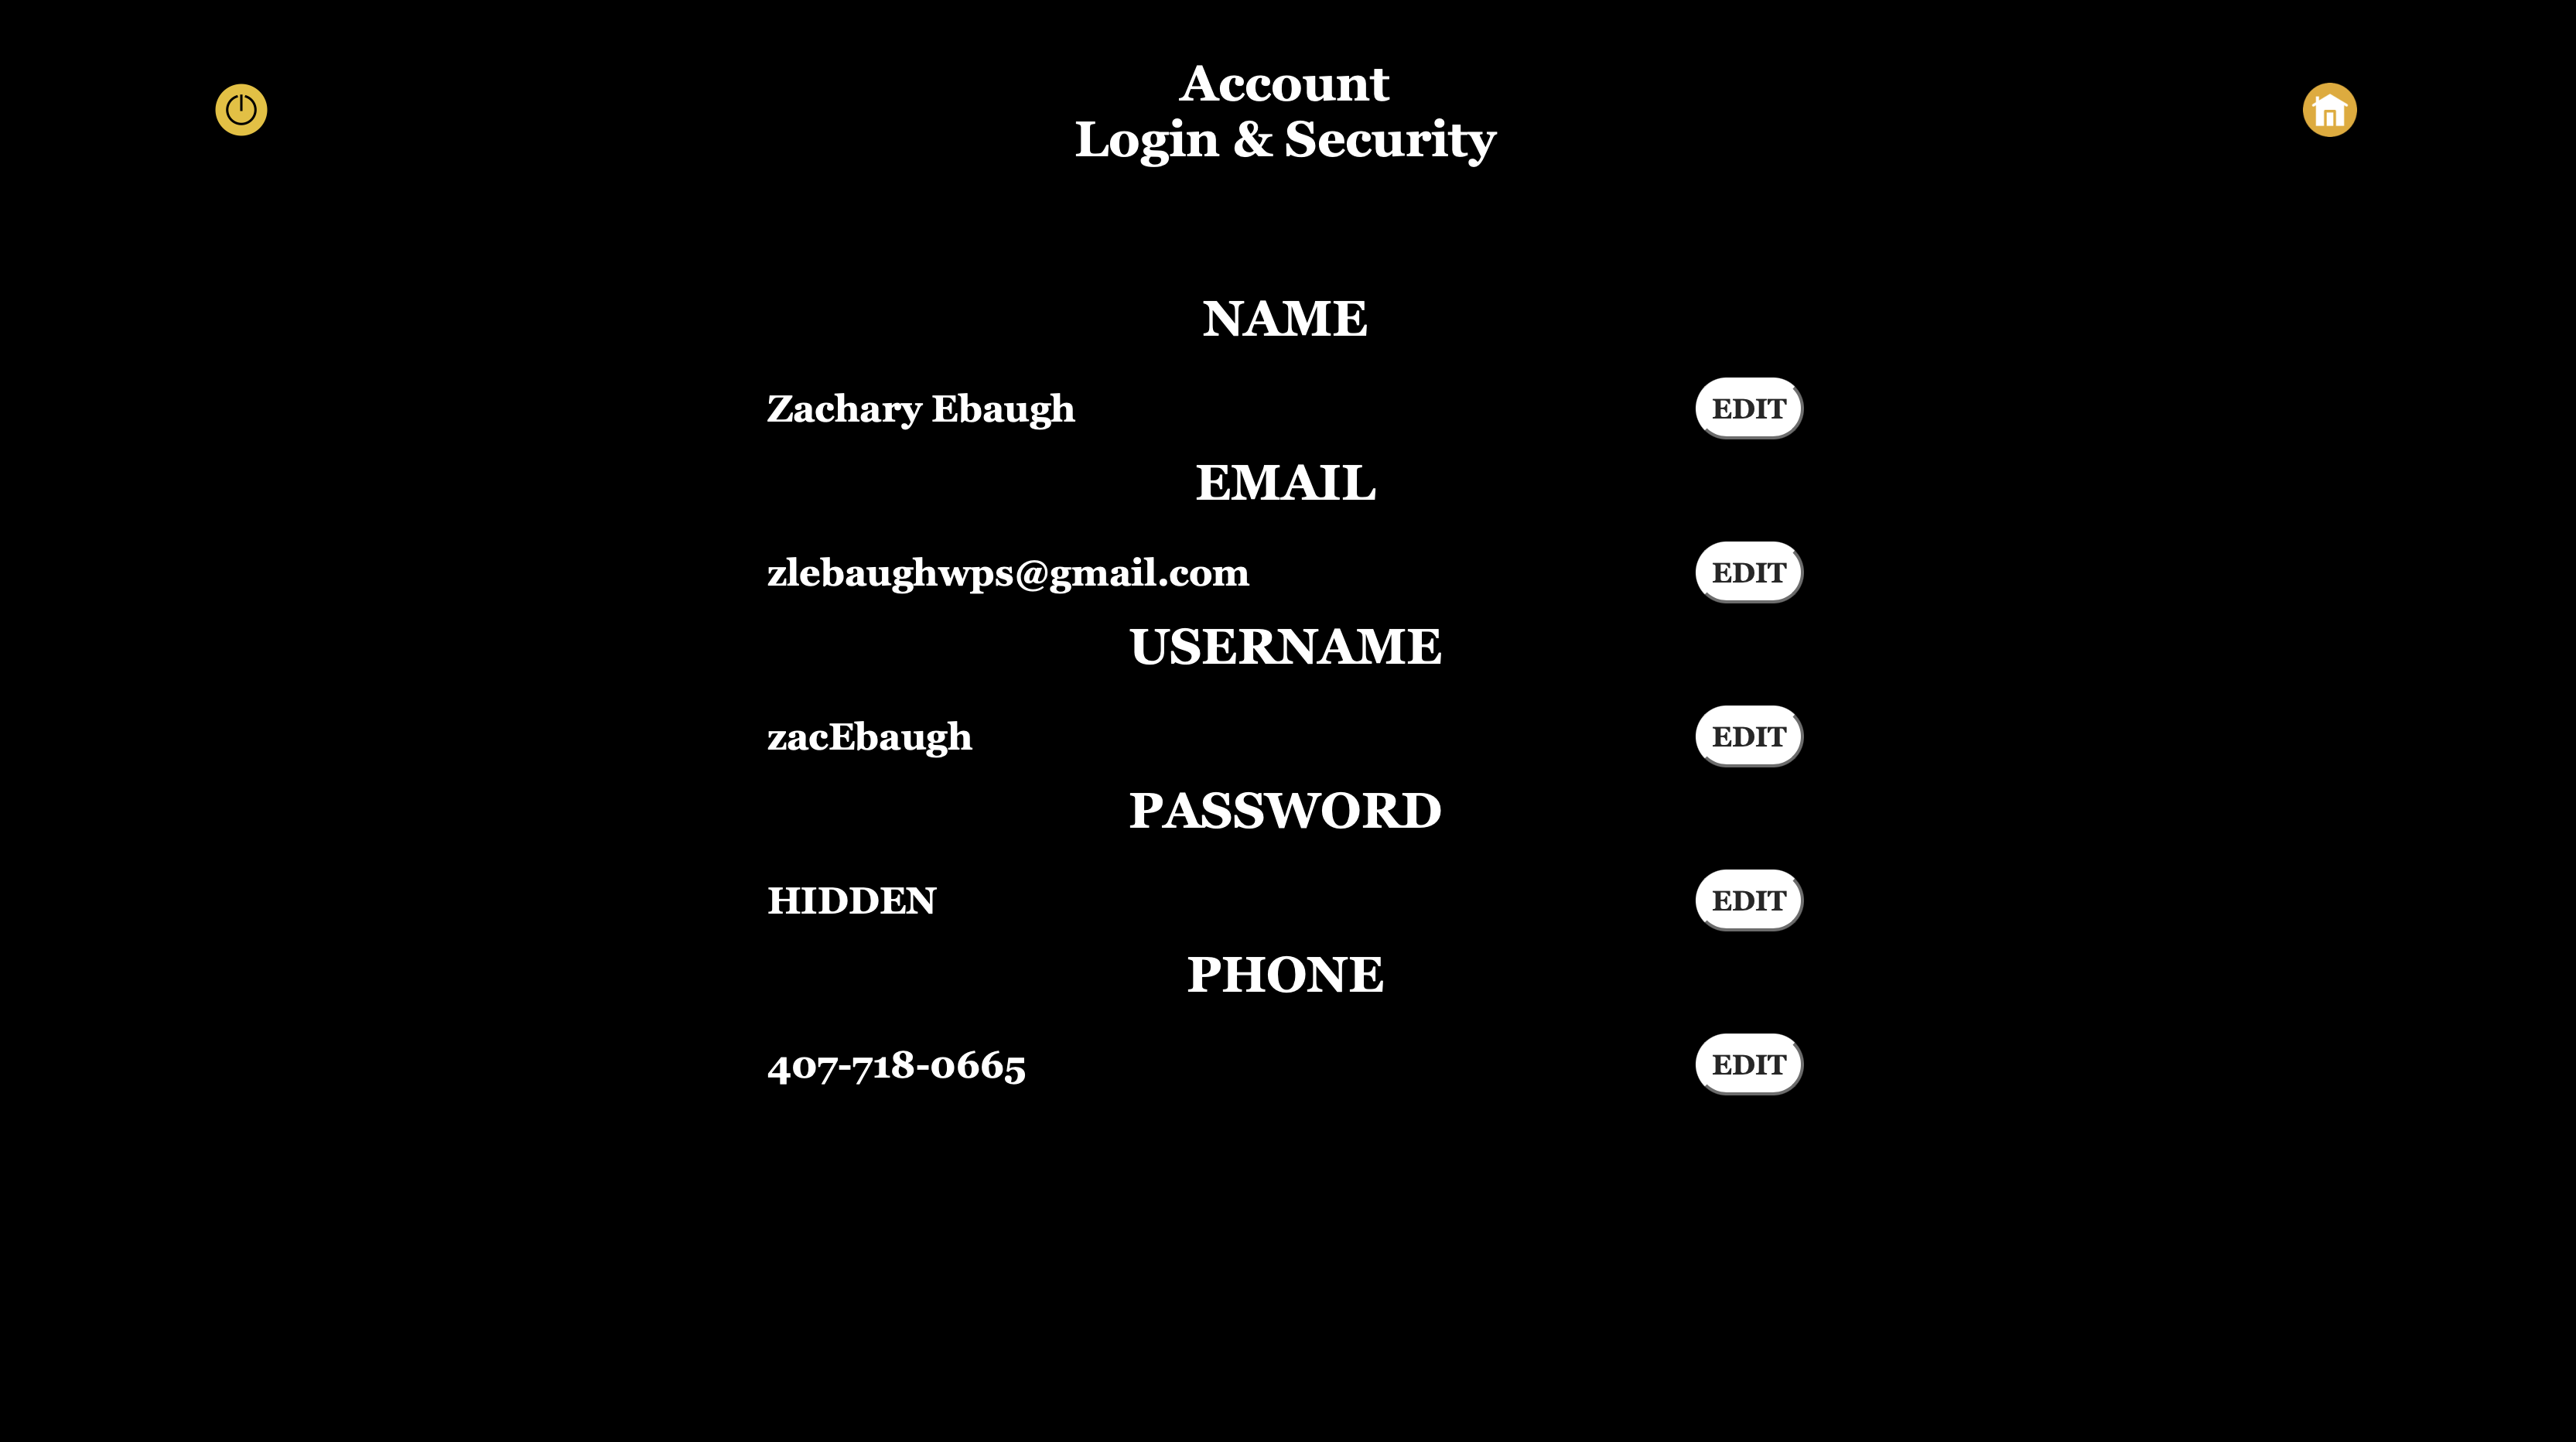 Account
Login & Security
NAME
Zachary Ebaugh
EDIT
EMAIL
zlebaughwps@gmail.com
EDIT
USERNAME
zacEbaugh
EDIT
PASSWORD
HIDDEN
EDIT
PHONE
407-718-0665
EDIT